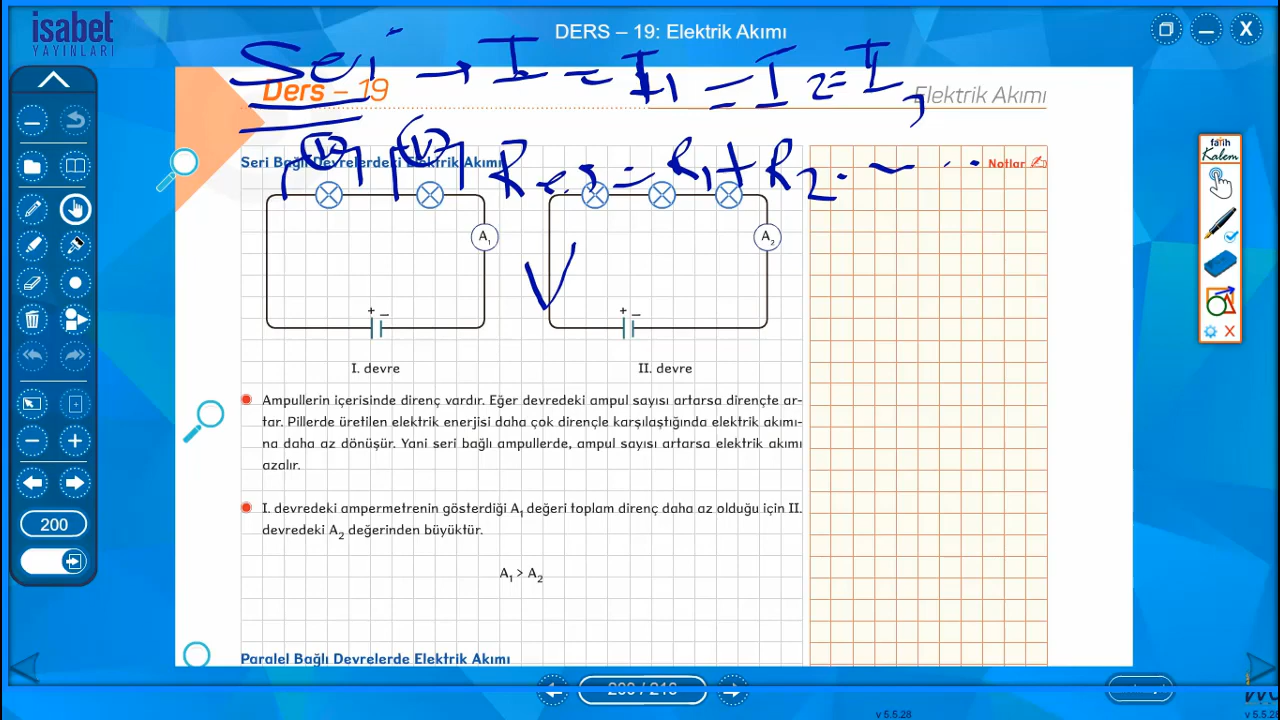 isabet
YAYINLARI
DERS – 19: Elektrik Akımı
Seri → I = I1 = I2 = I,
Ders – 19
Elektrik Akımı
Seri Bağlı Devrelerdeki Elektrik Akımı
V V
Notlar
fatih
Kalem
A1
A2
V
+ –
+ –
I. devre
II. devre
Ampullerin içerisinde direnç vardır. Eğer devredeki ampul sayısı artarsa dirençte ar-
tar. Pillerde üretilen elektrik enerjisi daha çok dirençle karşılaştığında elektrik akımı-
na daha az dönüşür. Yani seri bağlı ampullerde, ampul sayısı artarsa elektrik akımı
azalır.
I. devredeki ampermetrenin gösterdiği A1 değeri toplam direnç daha az olduğu için II.
devredeki A2 değerinden büyüktür.
A1 > A2
200
Paralel Bağlı Devrelerde Elektrik Akımı
v 5.5.28